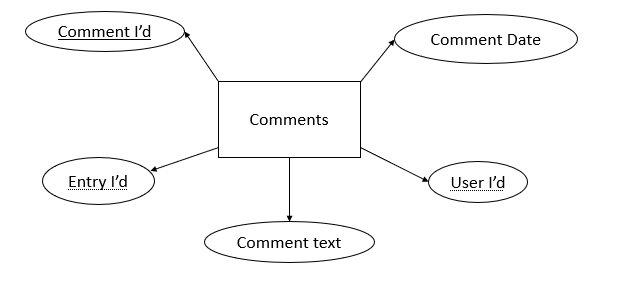 Comment I’d
Comment Date
Comments
Entry I’d
User I’d
Comment text